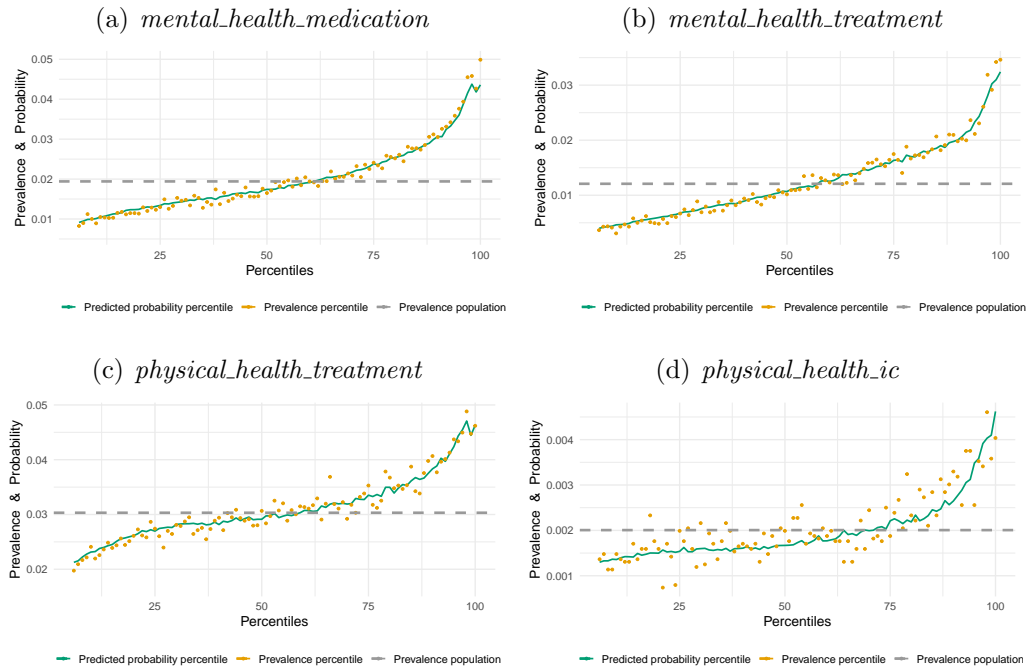 (a) mental_health_medication
Prevalence & Probability
0.05
0.04
0.03
0.02
0.01
25 50 75 100
Percentiles
Predicted probability percentile Prevalence percentile Prevalence population
(b) mental_health_treatment
Prevalence & Probability
0.03
0.02
0.01
25 50 75 100
Percentiles
Predicted probability percentile Prevalence percentile Prevalence population
(c) physical_health_treatment
Prevalence & Probability
0.05
0.04
0.03
0.02
25 50 75 100
Percentiles
Predicted probability percentile Prevalence percentile Prevalence population
(d) physical_health_ic
Prevalence & Probability
0.004
0.003
0.002
0.001
25 50 75 100
Percentiles
Predicted probability percentile Prevalence percentile Prevalence population